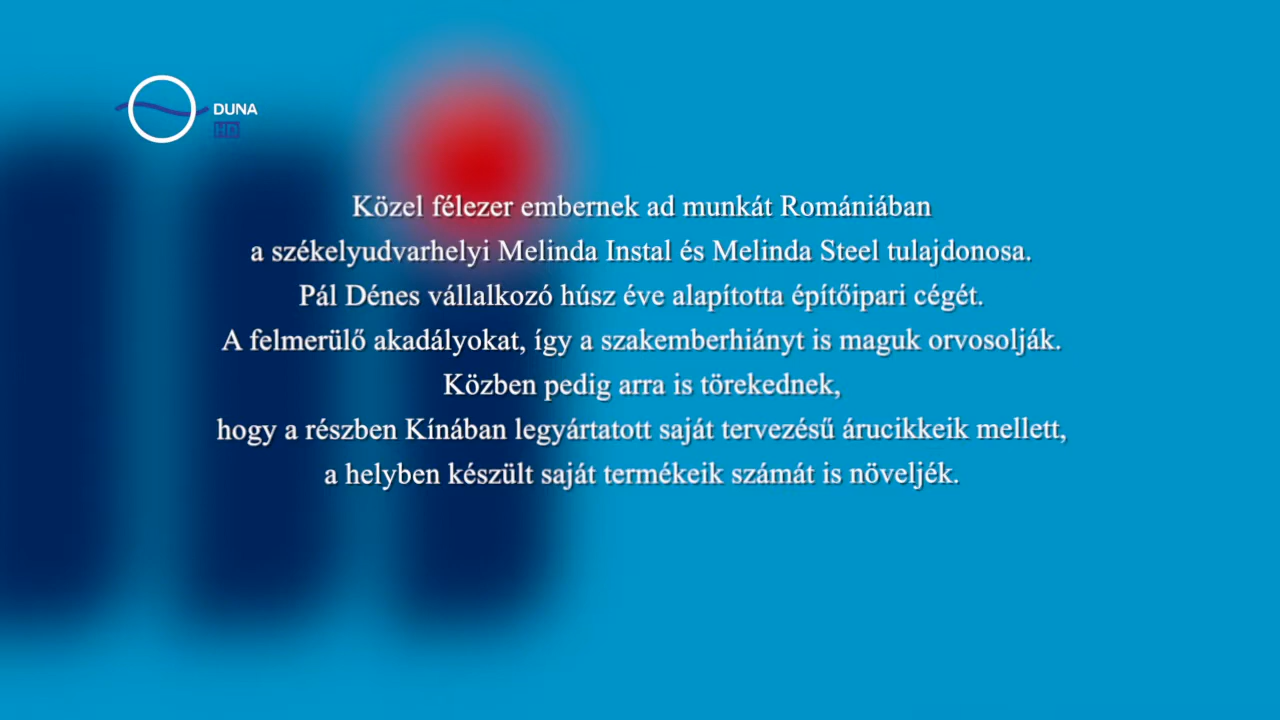 DUNA
HD
Közel félezer embernek ad munkát Romániában
a székelyudvarhelyi Melinda Instal és Melinda Steel tulajdonosa.
Pál Dénes vállalkozó húsz éve alapította építőipari cégét.
A felmerülő akadályokat, így a szakemberhiányt is maguk orvosolják.
Közben pedig arra is törekednek,
hogy a részben Kínában legyártatott saját tervezésű árucikkeik mellett,
a helyben készült saját termékeik számát is növeljék.